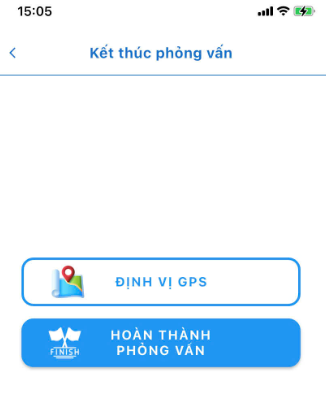 15:05
Kết thúc phỏng vấn
ĐỊNH VỊ GPS
HOÀN THÀNH
FINISH
PHỎNG VẤN